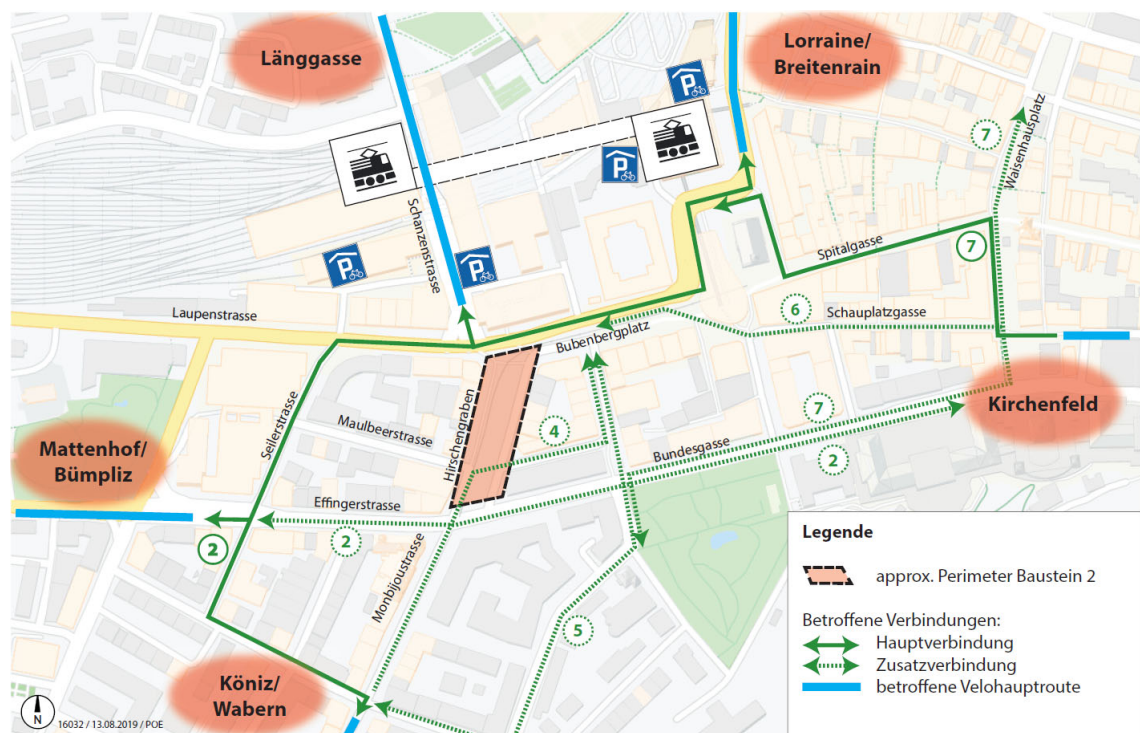 Länggasse
Lorraine/
Breitenrain
P
7
Waisenhausplatz
P
Schanzenstrasse
Spitalgasse
7
P
P
Laupenstrasse
6
Schauplatzgasse
Bubenbergplatz
Kirchenfeld
Seilerstrasse
Maulbeerstrasse
Hirschengraben
4
7
Mattenhof/
Bümpliz
Bundesgasse
2
Effingerstrasse
2
2
Monbijoustrasse
5
Köniz/
Wabern
N
16032 / 13.08.2019 / POE
Legende
approx. Perimeter Baustein 2
Betroffene Verbindungen:
Hauptverbindung
Zusatzverbindung
betroffene Velohauptroute